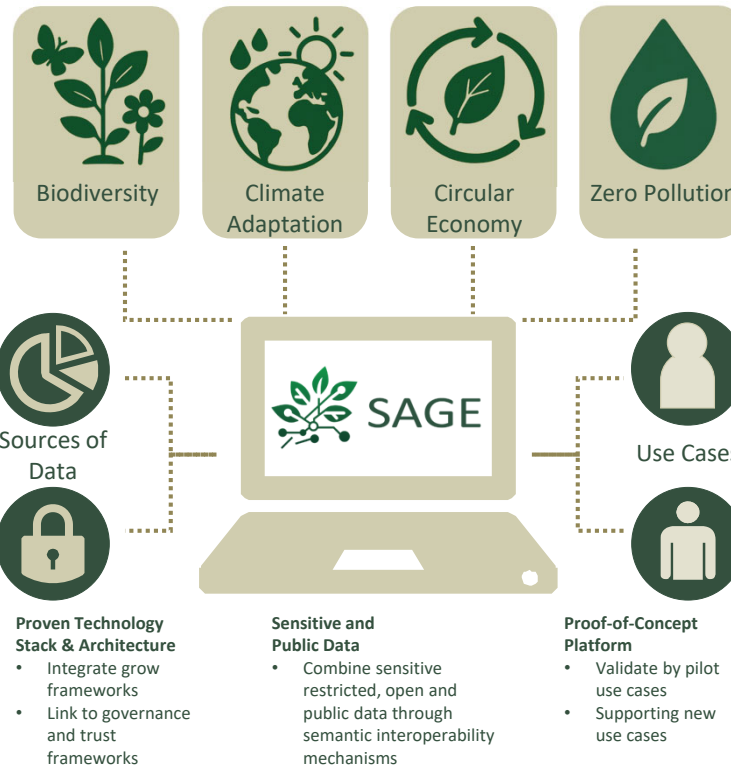 Biodiversity
Climate
Adaptation
Circular
Economy
Zero Pollution
SAGE
Sources of
Data
Use Cases
Proven Technology
Stack & Architecture
• Integrate grow
frameworks
• Link to governance
and trust
frameworks
Sensitive and
Public Data
• Combine sensitive
restricted, open and
public data through
semantic interoperability
mechanisms
Proof-of-Concept
Platform
• Validate by pilot
use cases
• Supporting new
use cases